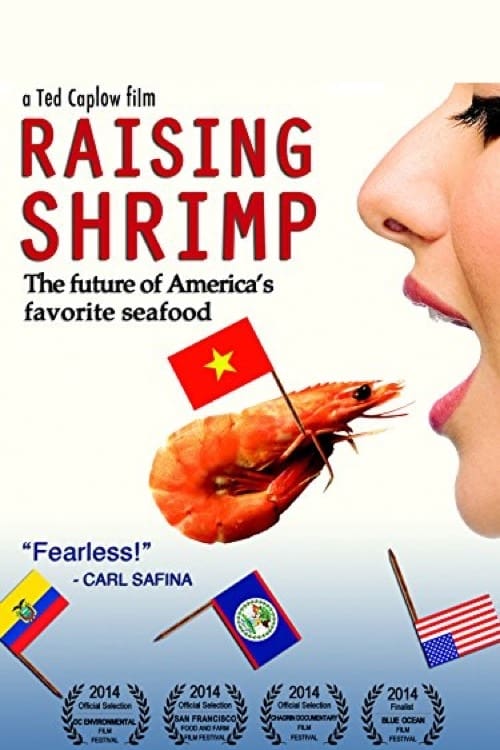 a Ted Caplow film
RAISING
SHRIMP
The future of America's
favorite seafood
"Fearless!"
- CARL SAFINA
2014
Official Selection
DC ENVIRONMENTAL
FILM
FESTIVAL
2014
Official Selection
SAN FRANCISCO
FOOD AND FARM
FILM FESTIVAL
2014
Official Selection
CHAGRIN DOCUMENTARY
FILM
FESTIVAL
2014
Finalist
BLUE OCEAN
FILM
FESTIVAL